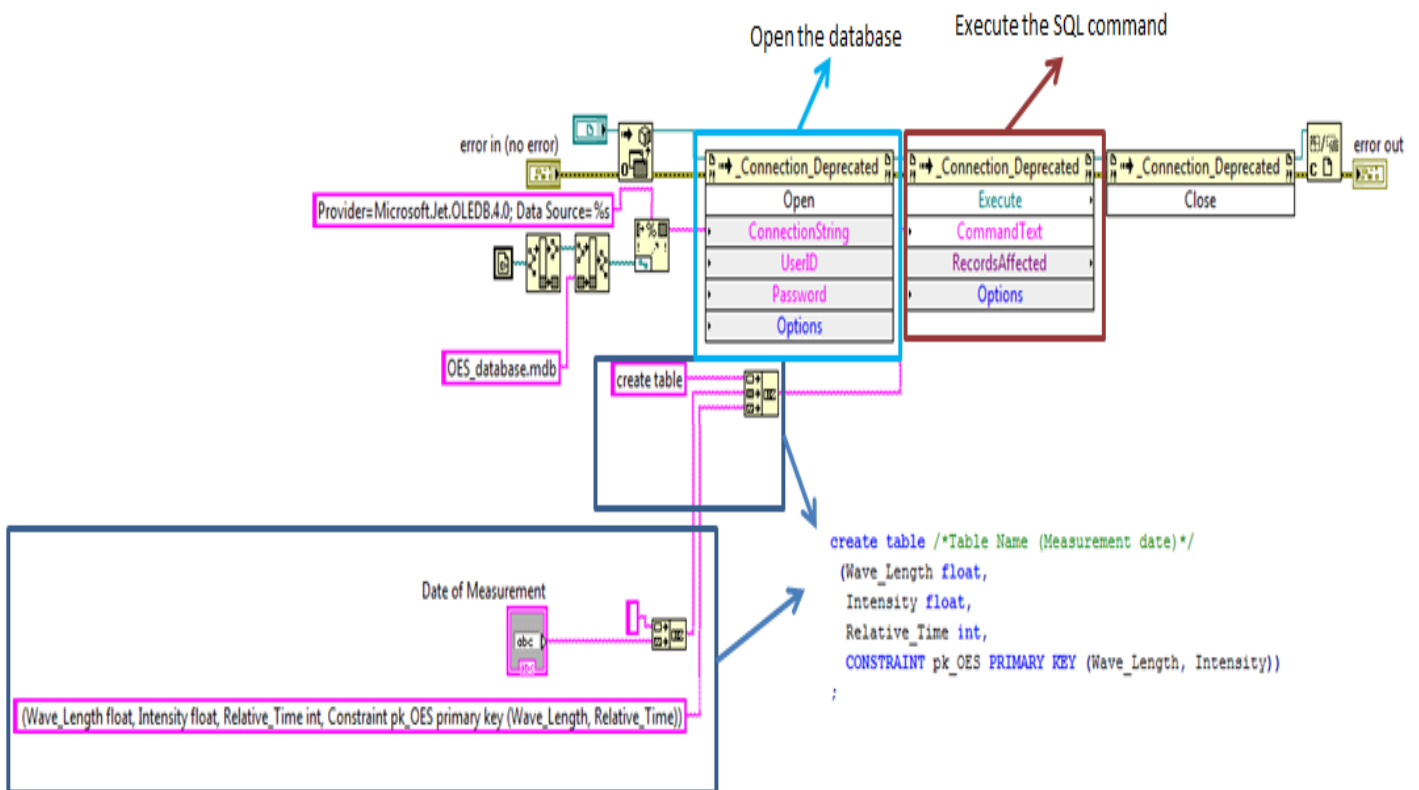 Open the database
Execute the SQL command
error in (no error)
error out
_Connection_Deprecated
Open
ConnectionString
UserID
Password
Options
_Connection_Deprecated
Execute
CommandText
RecordsAffected
Options
_Connection_Deprecated
Close
Provider=Microsoft.Jet.OLEDB.4.0; Data Source=%s
OES_database.mdb
create table
Date of Measurement
abc
(Wave_Length float, Intensity float, Relative_Time int, Constraint pk_OES primary key (Wave_Length, Relative_Time))
create table /*Table Name (Measurement date)*/
(Wave_Length float,
Intensity float,
Relative_Time int,
CONSTRAINT pk_OES PRIMARY KEY (Wave_Length, Intensity))
;